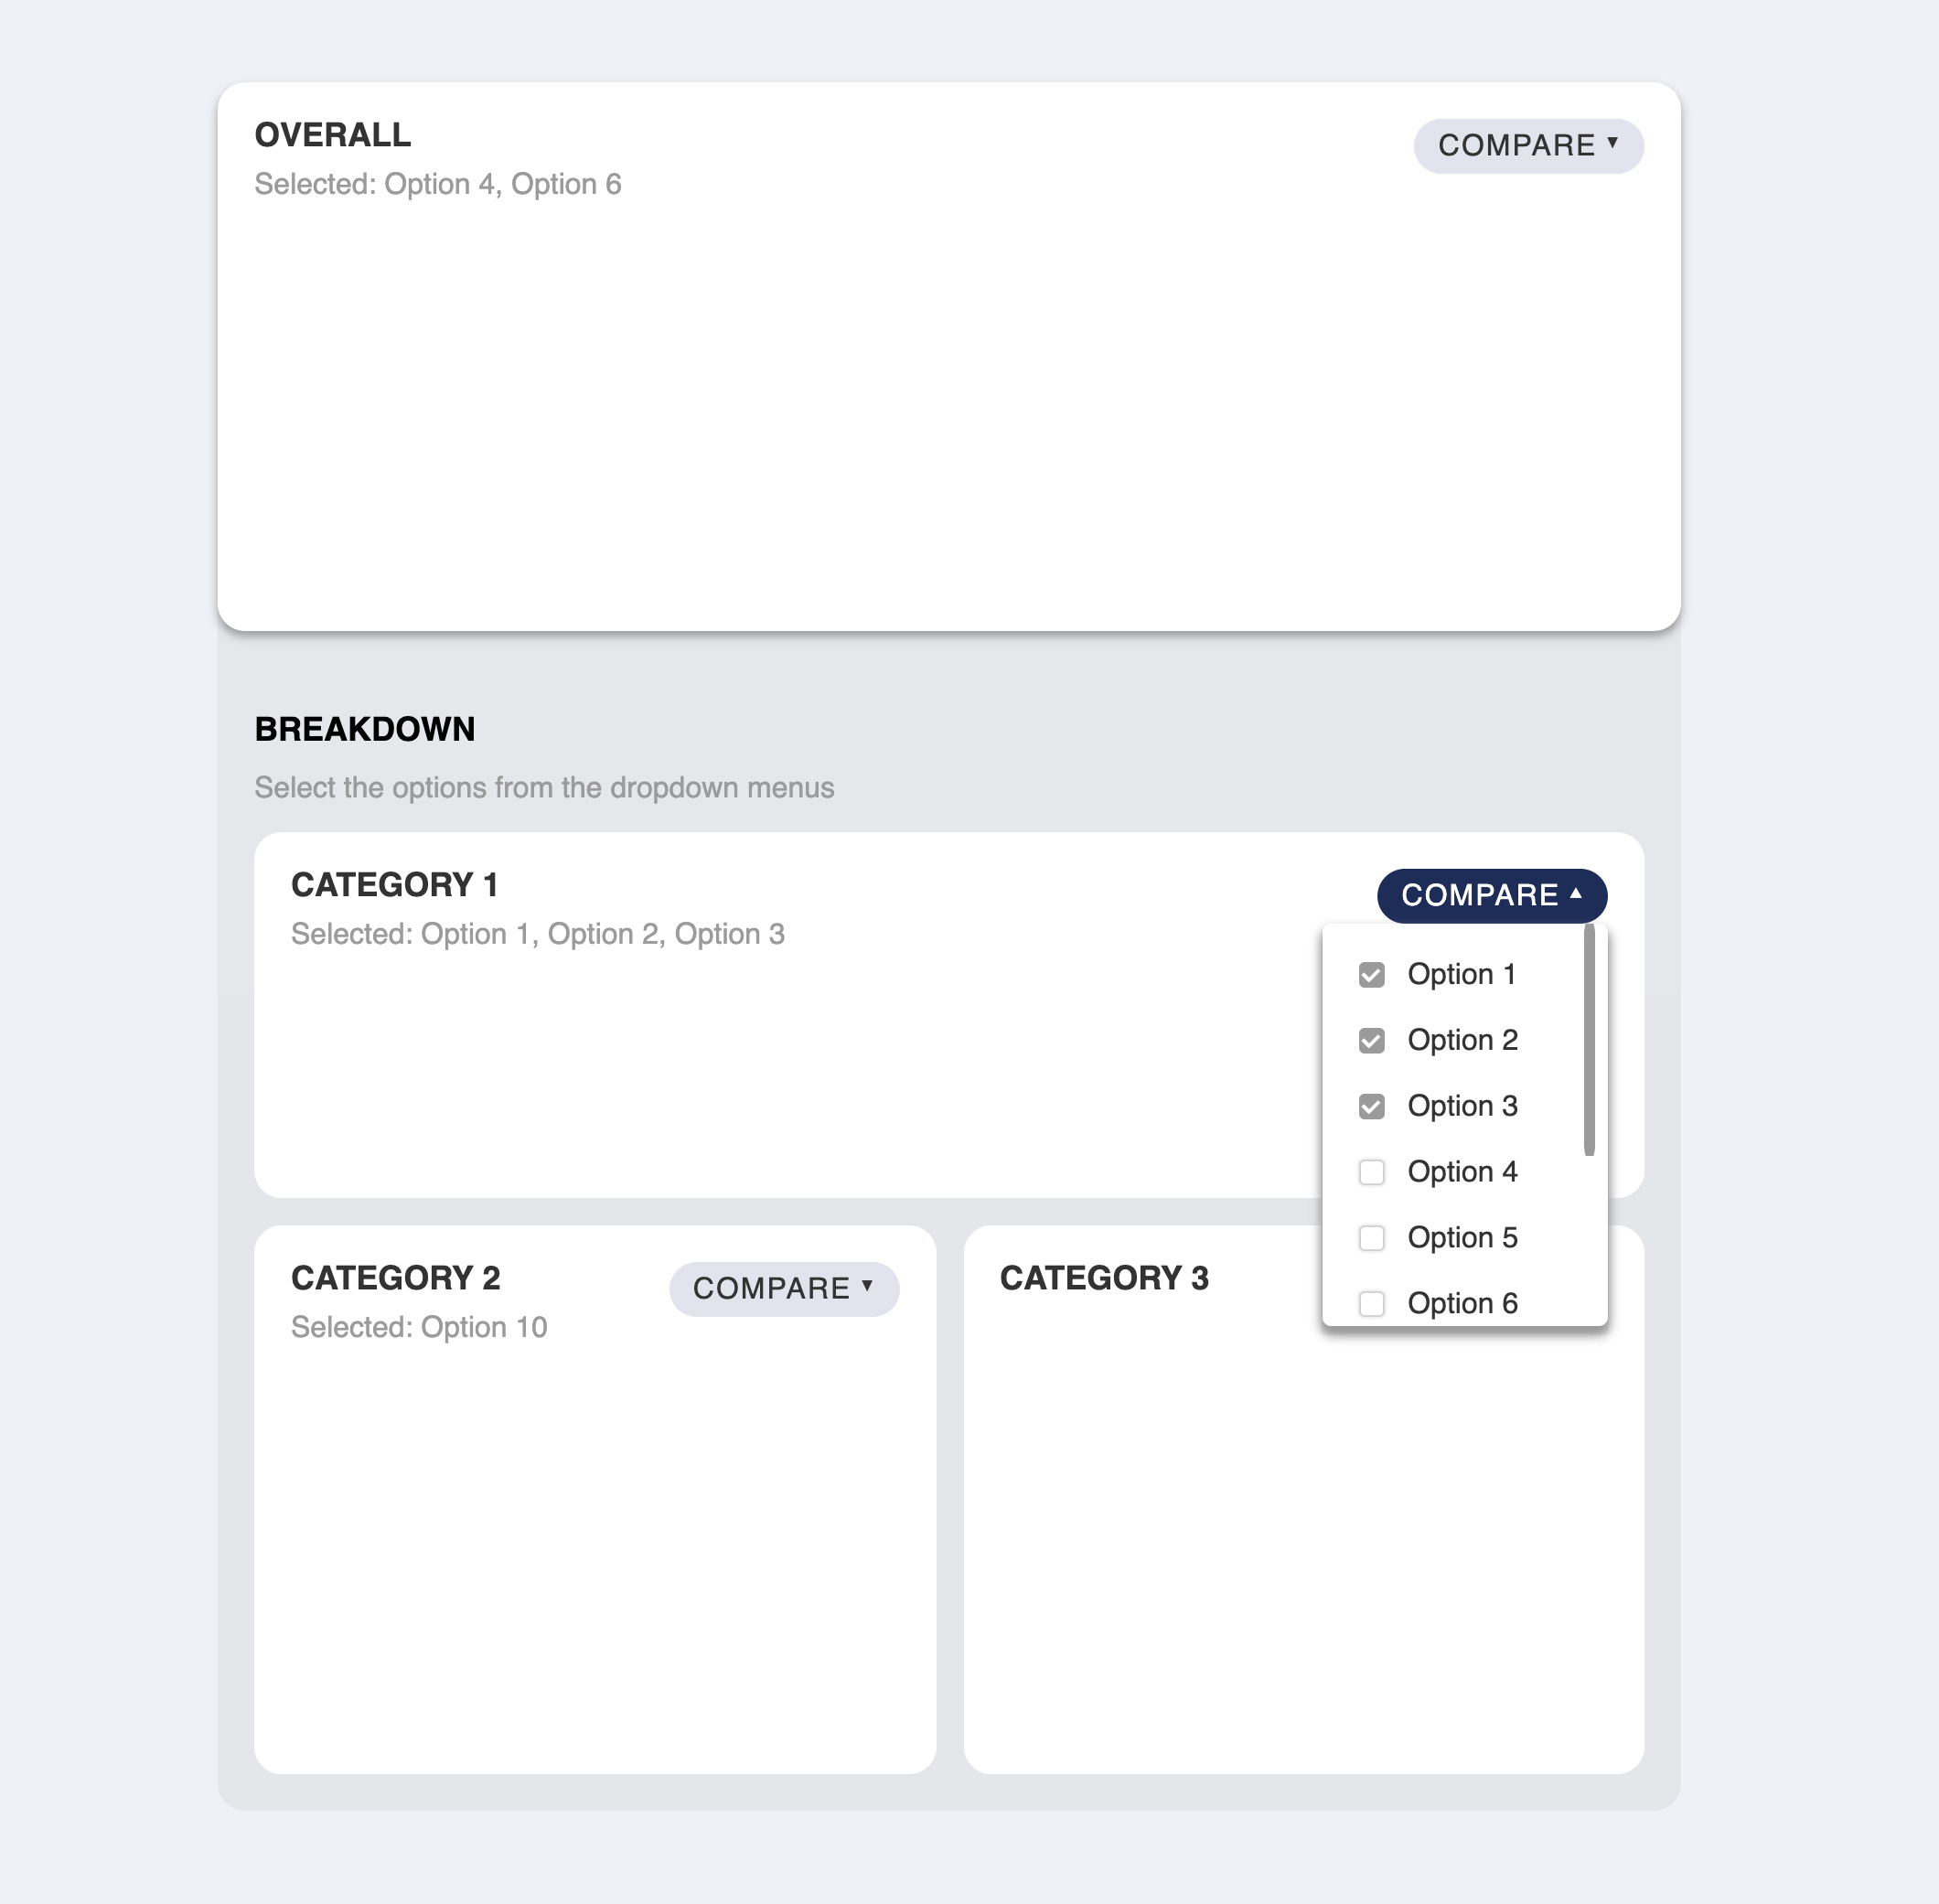 OVERALL
COMPARE ▼
Selected: Option 4, Option 6
BREAKDOWN
Select the options from the dropdown menus
CATEGORY 1
COMPARE ▲
Selected: Option 1, Option 2, Option 3
Option 1
Option 2
Option 3
Option 4
Option 5
Option 6
CATEGORY 2
COMPARE ▼
Selected: Option 10
CATEGORY 3